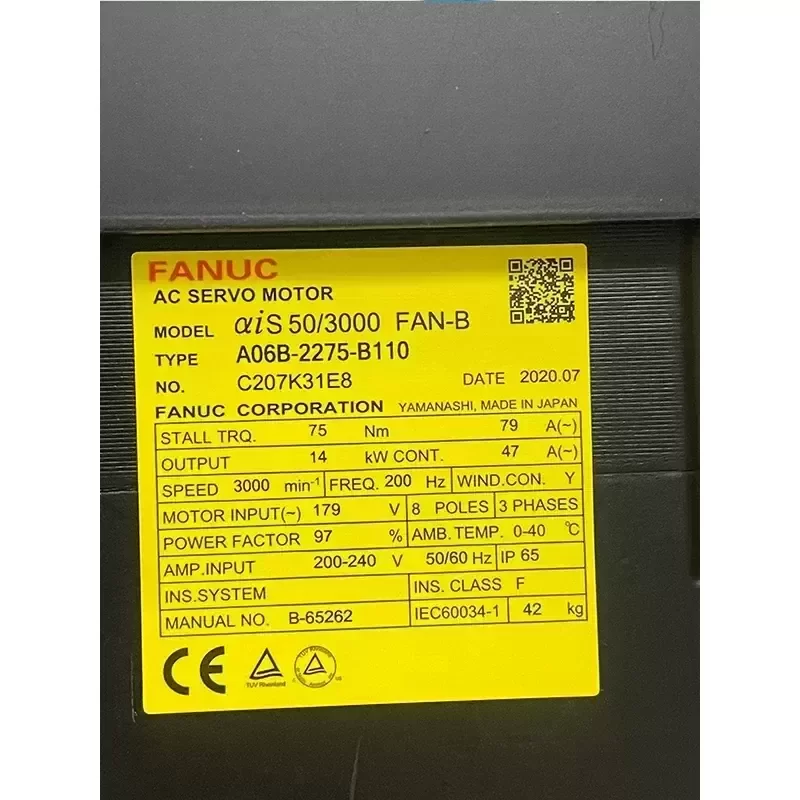 FANUC
AC SERVO MOTOR
MODEL αiS 50/3000 FAN-B
TYPE A06B-2275-B110
NO. C207K31E8 DATE 2020.07
FANUC CORPORATION YAMANASHI, MADE IN JAPAN
STALL TRQ. 75 Nm 79 A(~)
OUTPUT 14 kW CONT. 47 A(~)
SPEED 3000 min-1 FREQ. 200 Hz WIND.CON. Y
MOTOR INPUT(~) 179 V 8 POLES 3 PHASES
POWER FACTOR 97 % AMB.TEMP. 0-40 °C
AMP.INPUT 200-240 V 50/60 Hz IP 65
INS.SYSTEM INS. CLASS F
MANUAL NO. B-65262 IEC60034-1 42 kg
CE
TUV Rheinland